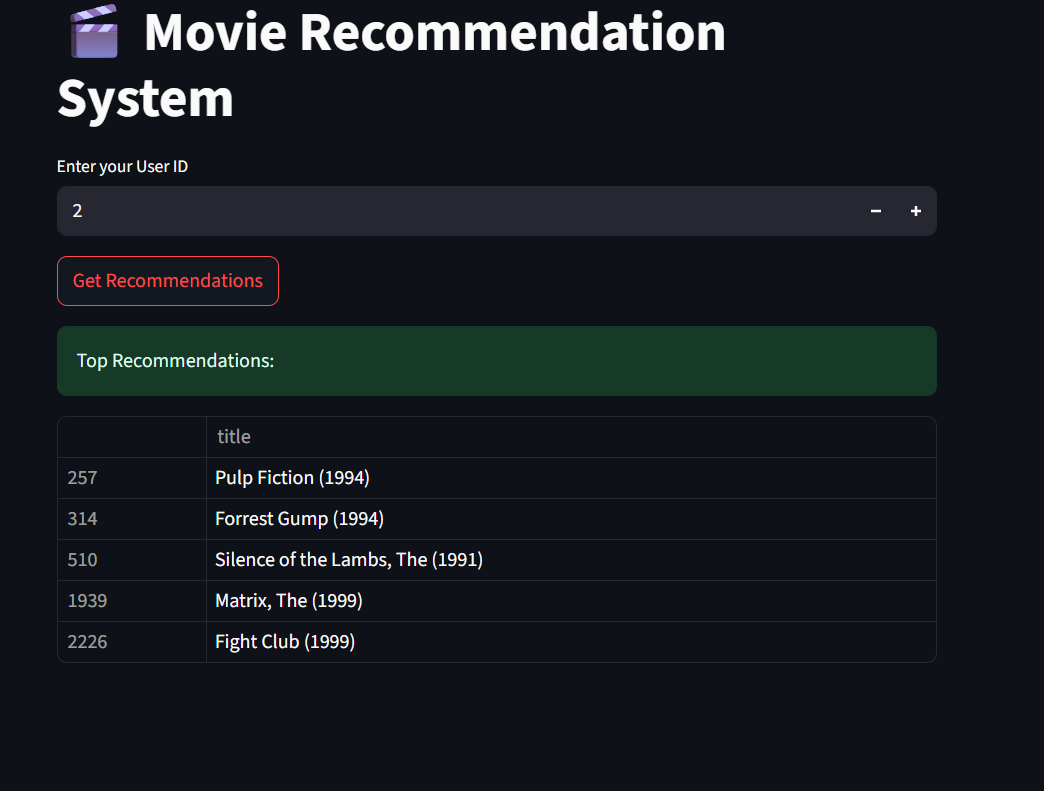 Movie Recommendation
System
Enter your User ID
2
Get Recommendations
Top Recommendations:
title
257 Pulp Fiction (1994)
314 Forrest Gump (1994)
510 Silence of the Lambs, The (1991)
1939 Matrix, The (1999)
2226 Fight Club (1999)